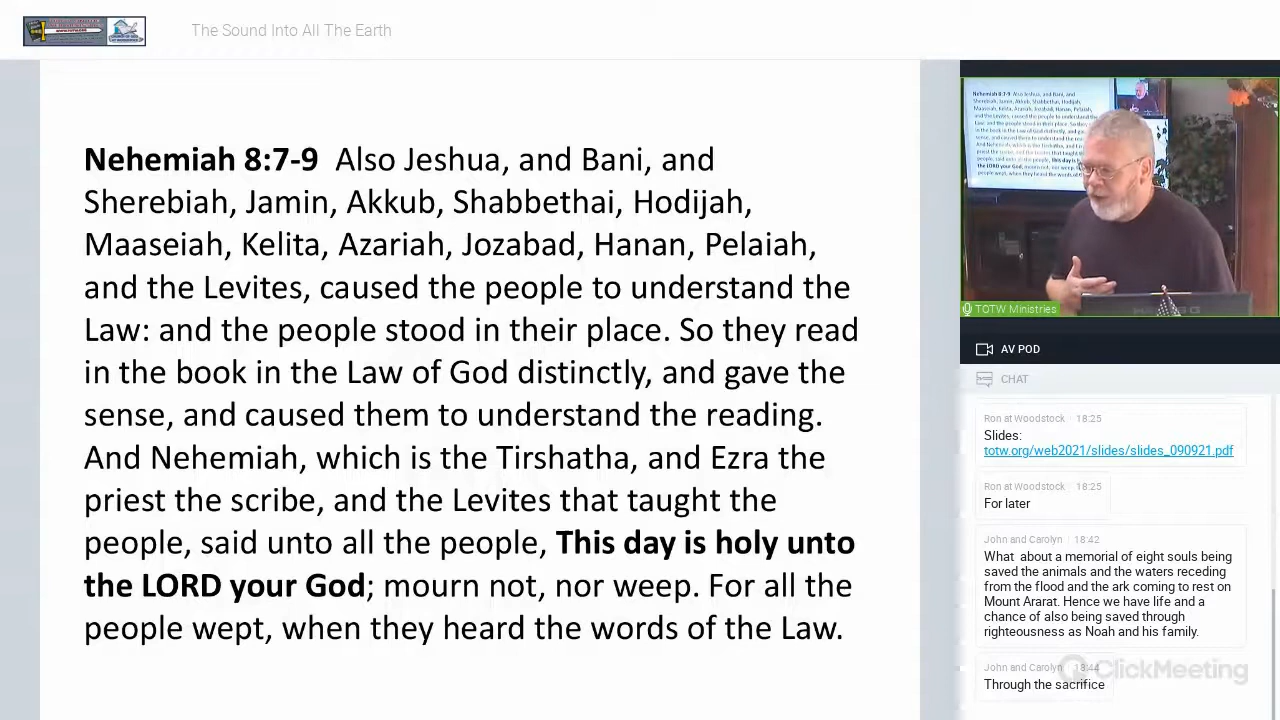 The Sound Into All The Earth
Nehemiah 8:7-9 Also Jeshua, and Bani, and
Sherebiah, Jamin, Akkub, Shabbethai, Hodijah,
Maaseiah, Kelita, Azariah, Jozabad, Hanan, Pelaiah,
and the Levites, caused the people to understand the
Law: and the people stood in their place. So they read
in the book in the Law of God distinctly, and gave the
sense, and caused them to understand the reading.
And Nehemiah, which is the Tirshatha, and Ezra the
priest the scribe, and the Levites that taught the
people, said unto all the people, This day is holy unto
the LORD your God; mourn not, nor weep. For all the
people wept, when they heard the words of the Law.
TOTW Ministries
AV POD
CHAT
Ron at Woodstock 18:25
Slides:
totw.org/web2021/slides/slides_090921.pdf
Ron at Woodstock 18:25
For later
John and Carolyn 18:42
What about a memorial of eight souls being
saved the animals and the waters receding
from the flood and the ark coming to rest on
Mount Ararat. Hence we have life and a
chance of also being saved through
righteousness as Noah and his family.
John and Carolyn 18:44
Through the sacrifice
ClickMeeting